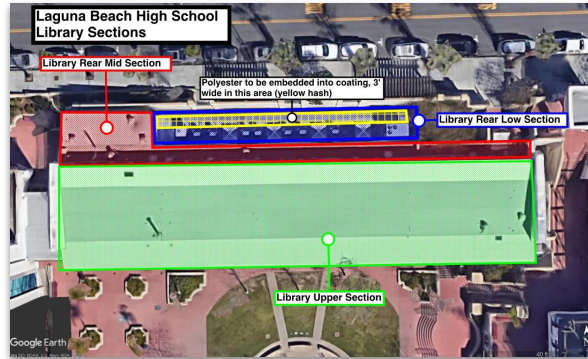 Laguna Beach High School
Library Sections
Library Rear Mid Section
Polyester to be embedded into coating, 3'
wide in this area (yellow hash)
Library Rear Low Section
Library Upper Section
Google Earth